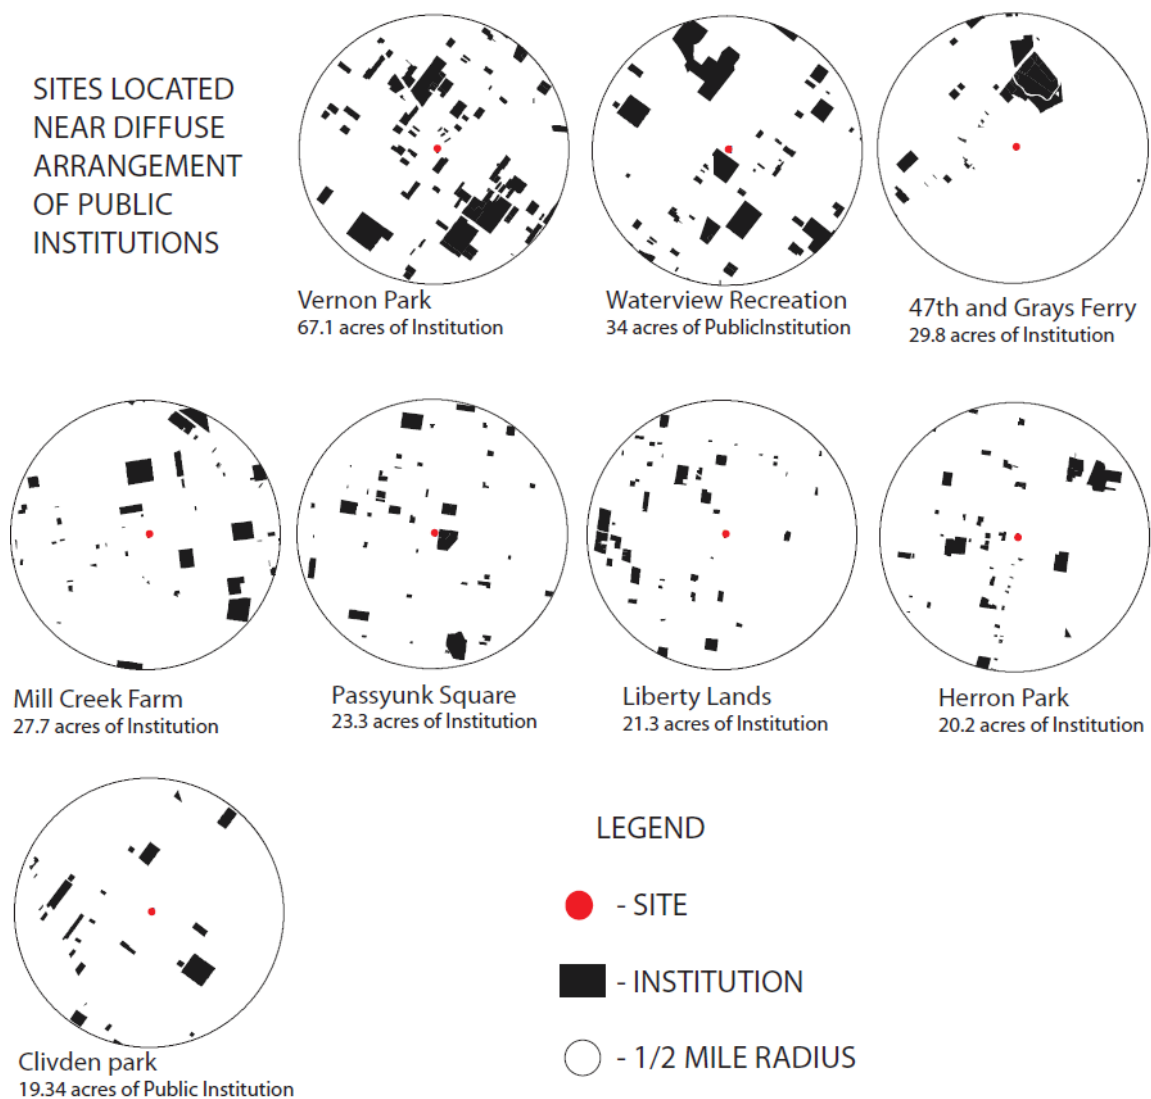 SITES LOCATED
NEAR DIFFUSE
ARRANGEMENT
OF PUBLIC
INSTITUTIONS
Vernon Park
67.1 acres of Institution
Waterview Recreation
34 acres of PublicInstitution
47th and Grays Ferry
29.8 acres of Institution
Mill Creek Farm
27.7 acres of Institution
Passyunk Square
23.3 acres of Institution
Liberty Lands
21.3 acres of Institution
Herron Park
20.2 acres of Institution
Clivden park
19.34 acres of Public Institution
LEGEND
- SITE
- INSTITUTION
- 1/2 MILE RADIUS